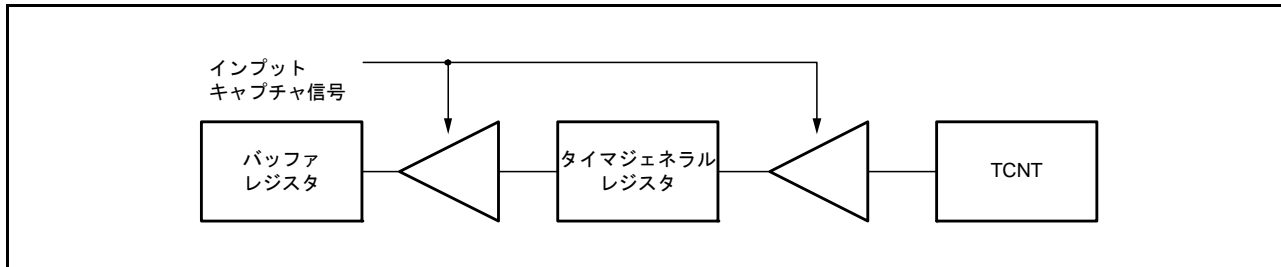 インプット
キャプチャ信号
バッファ
レジスタ
タイマジェネラル
レジスタ
TCNT